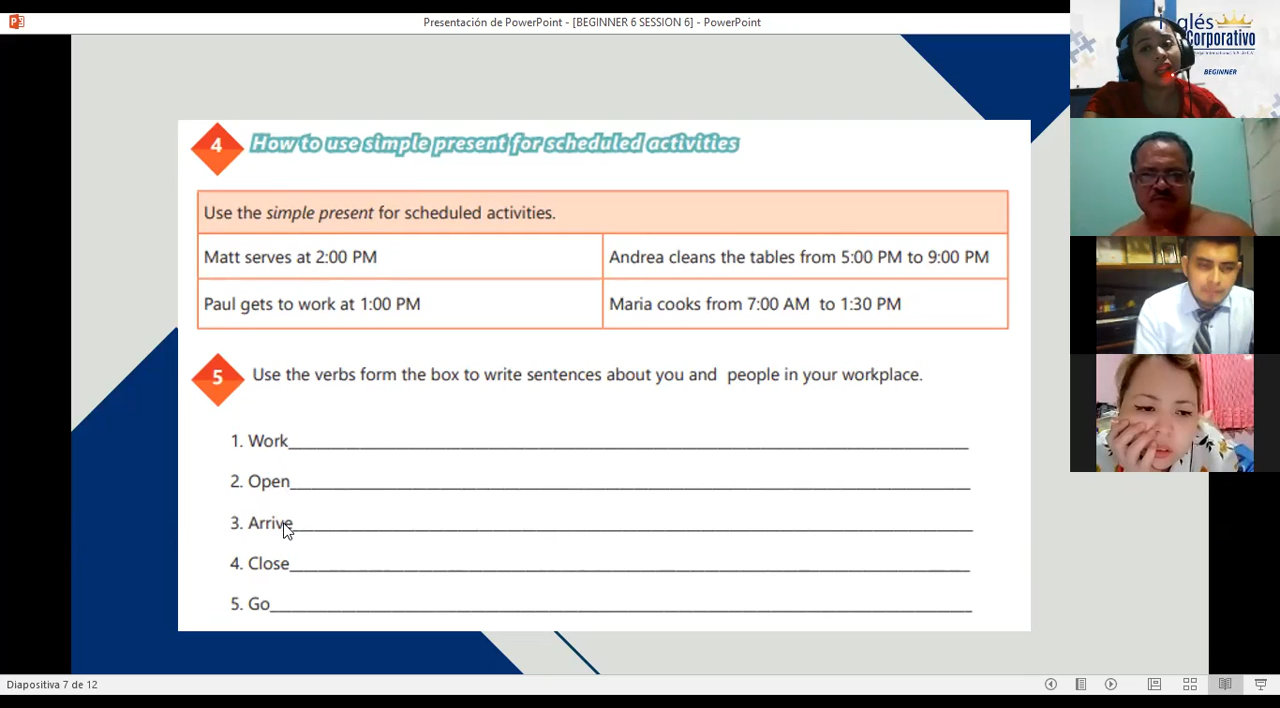 Presentación de PowerPoint - [BEGINNER 6 SESSION 6] - PowerPoint
Corporativo
BEGINNER
4 How to use simple present for scheduled activities
Use the simple present for scheduled activities.
Matt serves at 2:00 PM
Andrea cleans the tables from 5:00 PM to 9:00 PM
Paul gets to work at 1:00 PM
Maria cooks from 7:00 AM to 1:30 PM
5 Use the verbs form the box to write sentences about you and people in your workplace.
1. Work
2. Open
3. Arrive
4. Close
5. Go
Diapositiva 7 de 12